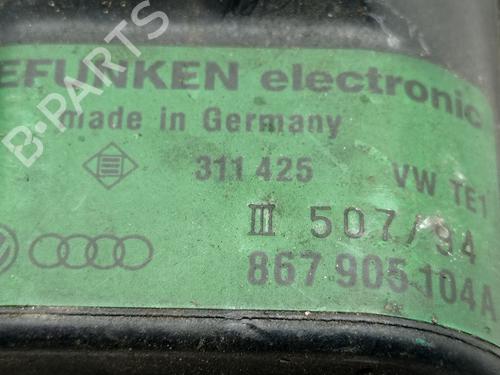 B-PARTS
EFUNKEN electronic
made in Germany
311 425 VW TE1
III 507/94
867 905 104A